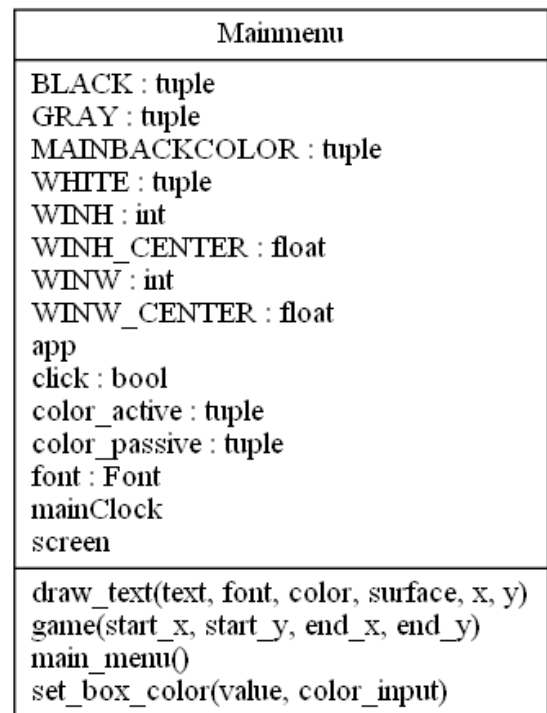 Mainmenu
BLACK : tuple
GRAY : tuple
MAINBACKCOLOR : tuple
WHITE : tuple
WINH : int
WINH_CENTER : float
WINW : int
WINW_CENTER : float
app
click : bool
color_active : tuple
color_passive : tuple
font : Font
mainClock
screen
draw_text(text, font, color, surface, x, y)
game(start_x, start_y, end_x, end_y)
main_menu()
set_box_color(value, color_input)